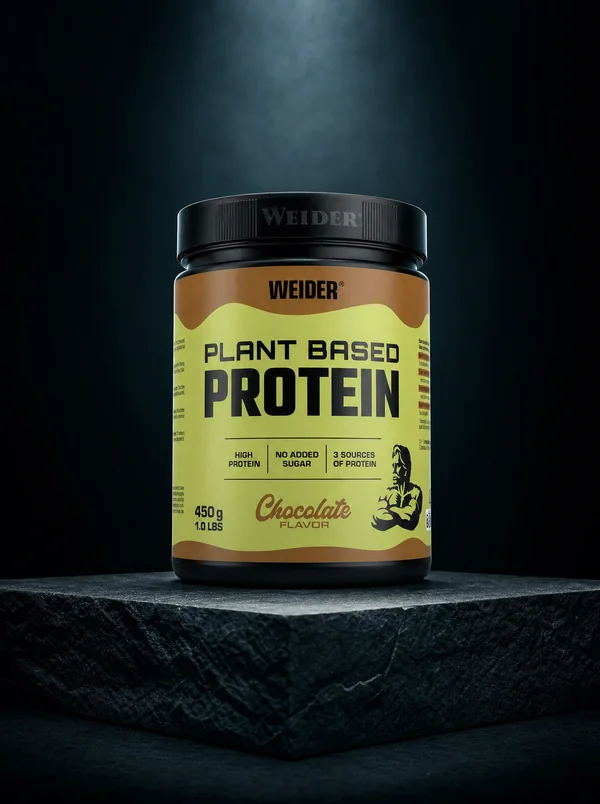 WEIDER®
WEIDER®
PLANT BASED
PROTEIN
HIGH
PROTEIN
NO ADDED
SUGAR
3 SOURCES
OF PROTEIN
450 g
1.0 LBS
Chocolate
FLAVOR